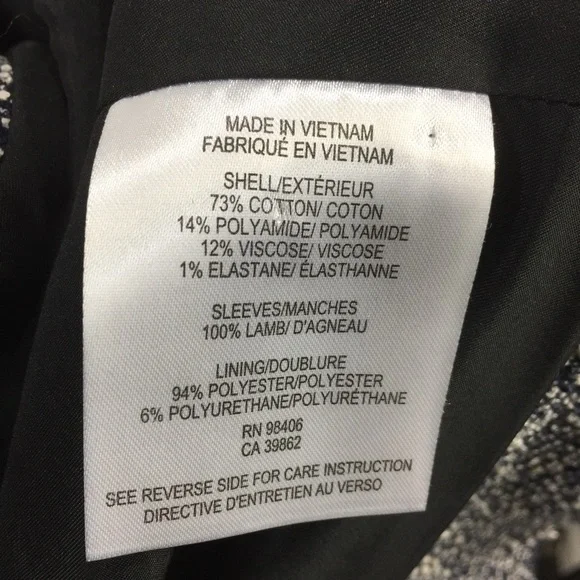 MADE IN VIETNAM
FABRIQUÉ EN VIETNAM
SHELL/EXTÉRIEUR
73% COTTON/ COTON
14% POLYAMIDE/ POLYAMIDE
12% VISCOSE/ VISCOSE
1% ELASTANE/ ÉLASTHANNE
SLEEVES/MANCHES
100% LAMB/ D'AGNEAU
LINING/DOUBLURE
94% POLYESTER/POLYESTER
6% POLYURETHANE/POLYURÉTHANE
RN 98406
CA 39862
SEE REVERSE SIDE FOR CARE INSTRUCTION
DIRECTIVE D'ENTRETIEN AU VERSO